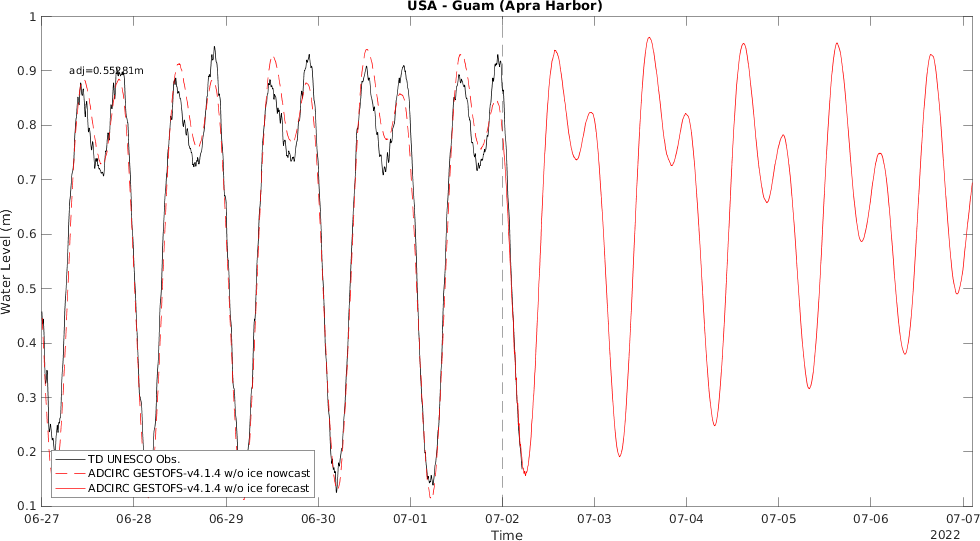 USA - Guam (Apra Harbor)
1
0.9
0.8
0.7
0.6
0.5
0.4
0.3
0.2
0.1
Water Level (m)
adj=0.55281m
TD UNESCO Obs.
ADCIRC GESTOFS-v4.1.4 w/o ice nowcast
ADCIRC GESTOFS-v4.1.4 w/o ice forecast
06-27 06-28 06-29 06-30 07-01 07-02 07-03 07-04 07-05 07-06 07-07
Time
2022